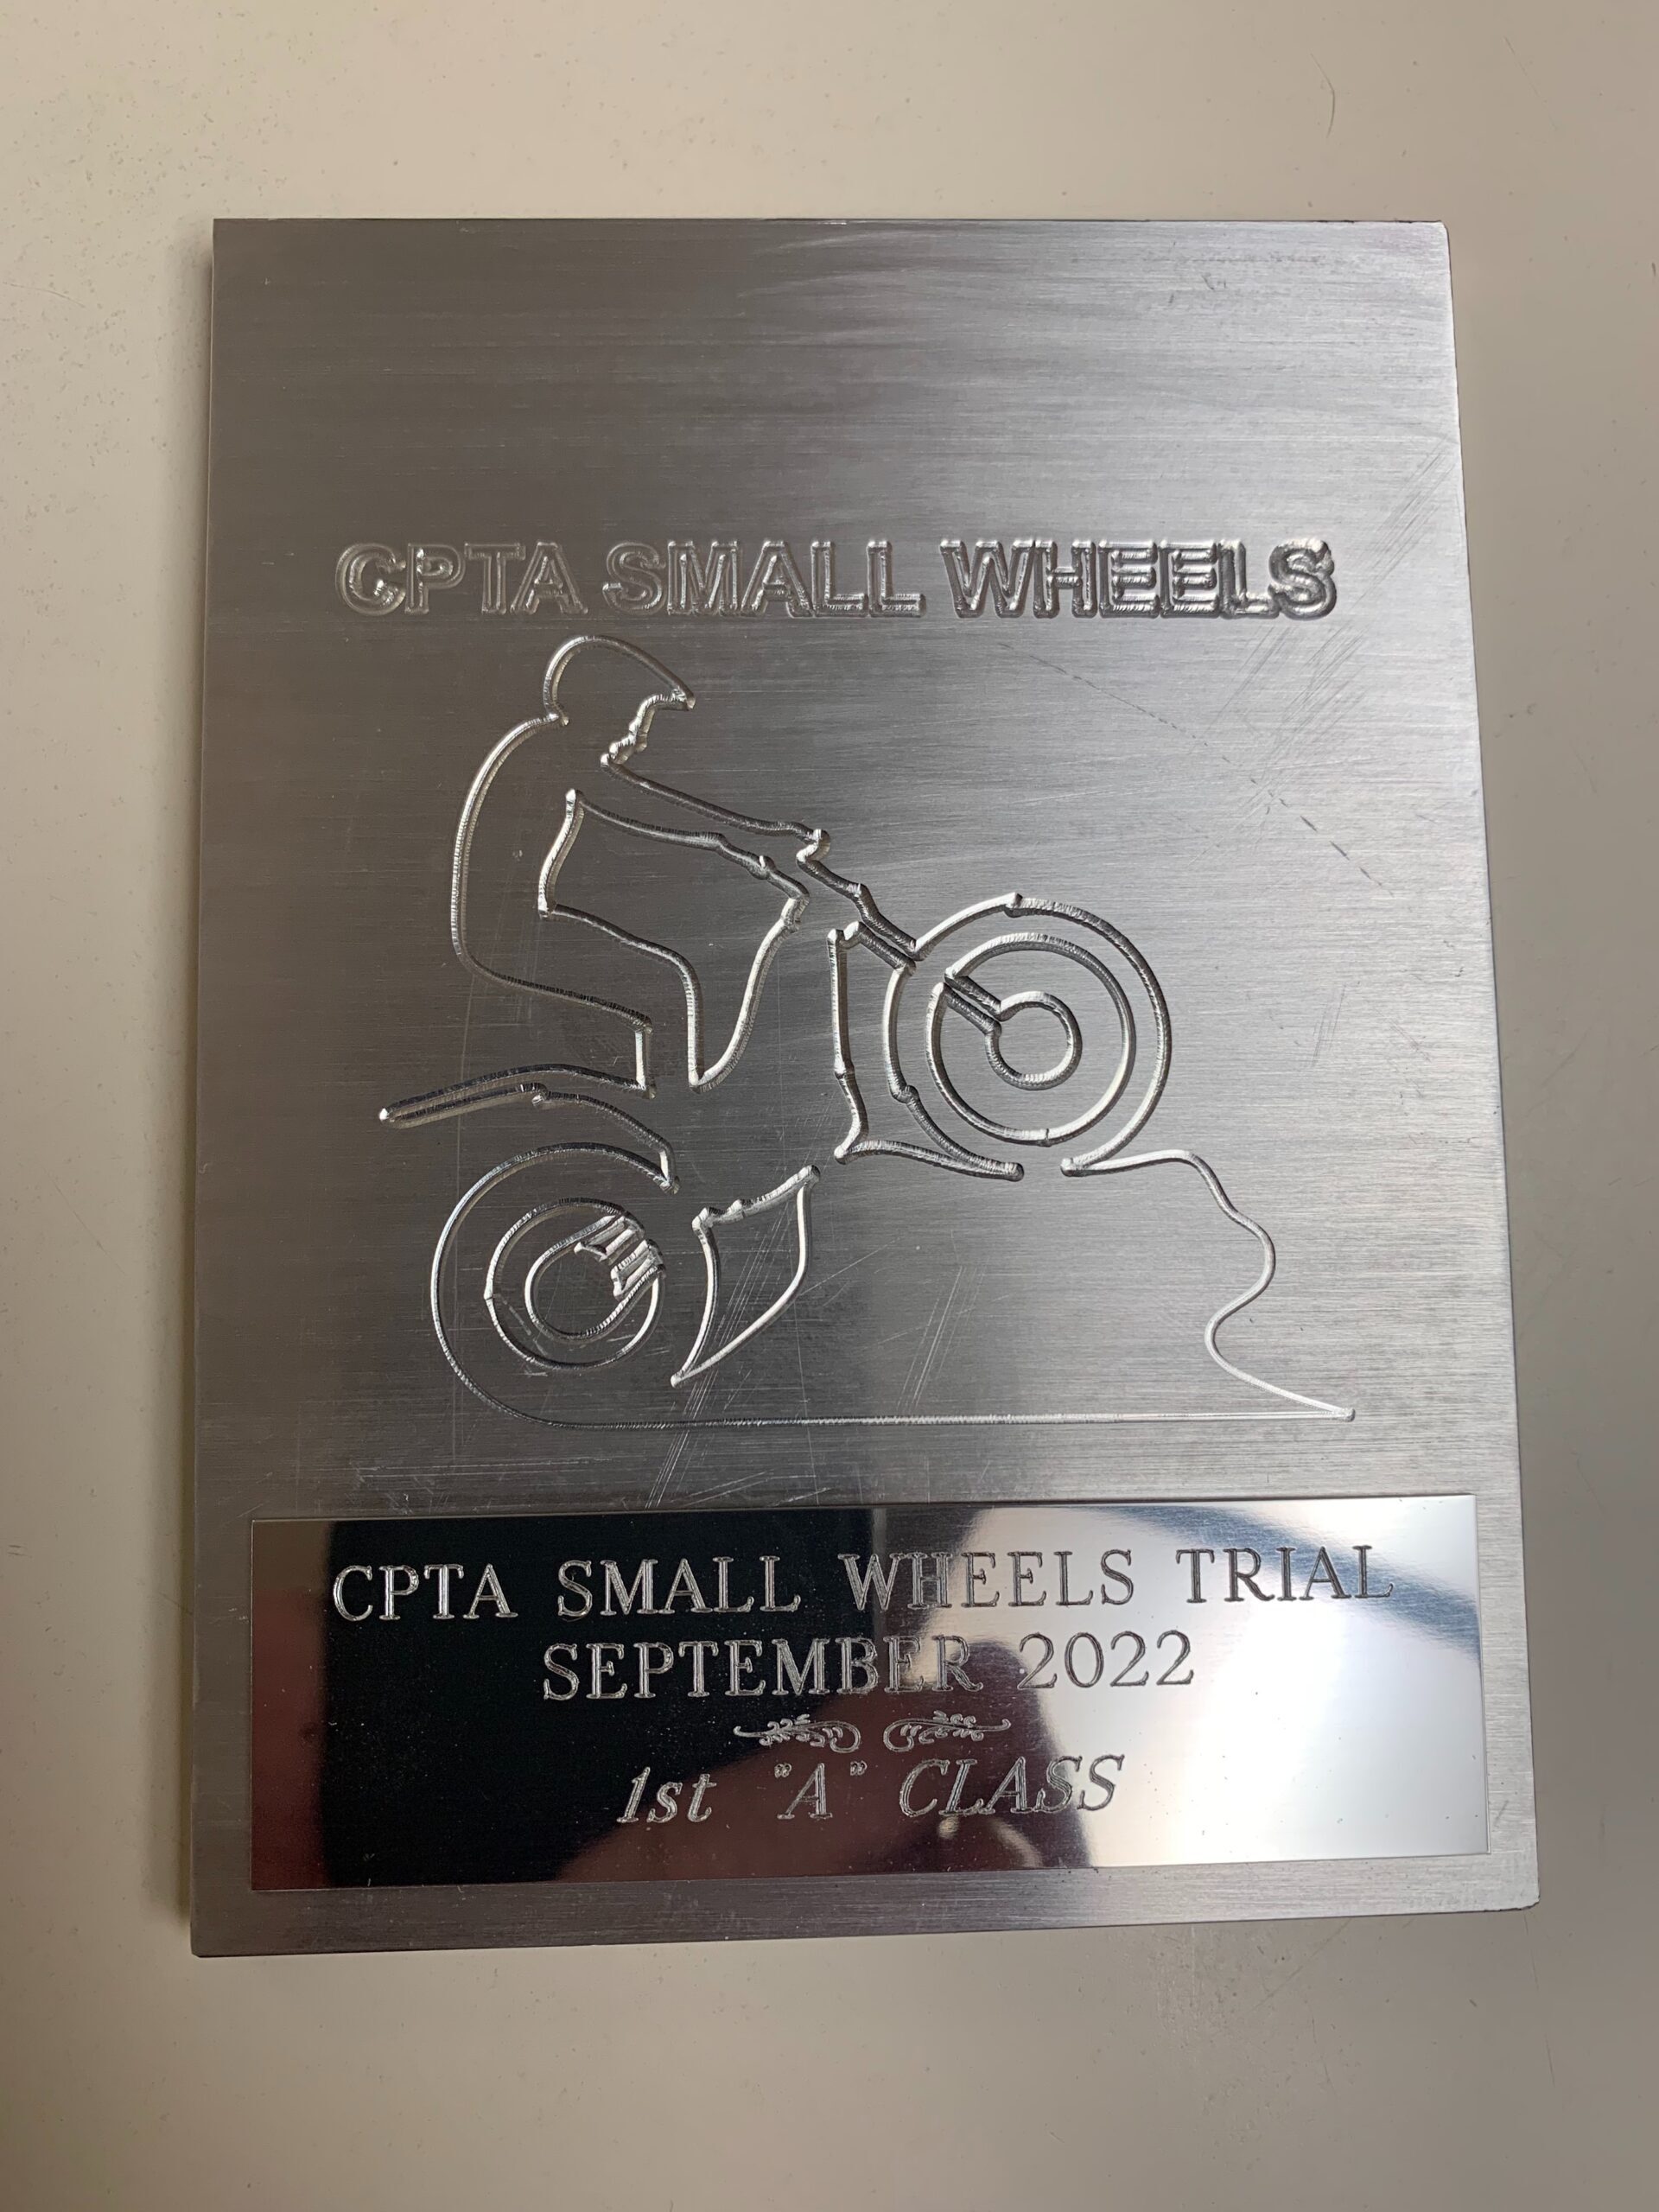 CPTA SMALL WHEELS
CPTA SMALL WHEELS TRIAL
SEPTEMBER 2022
1st "A" CLASS